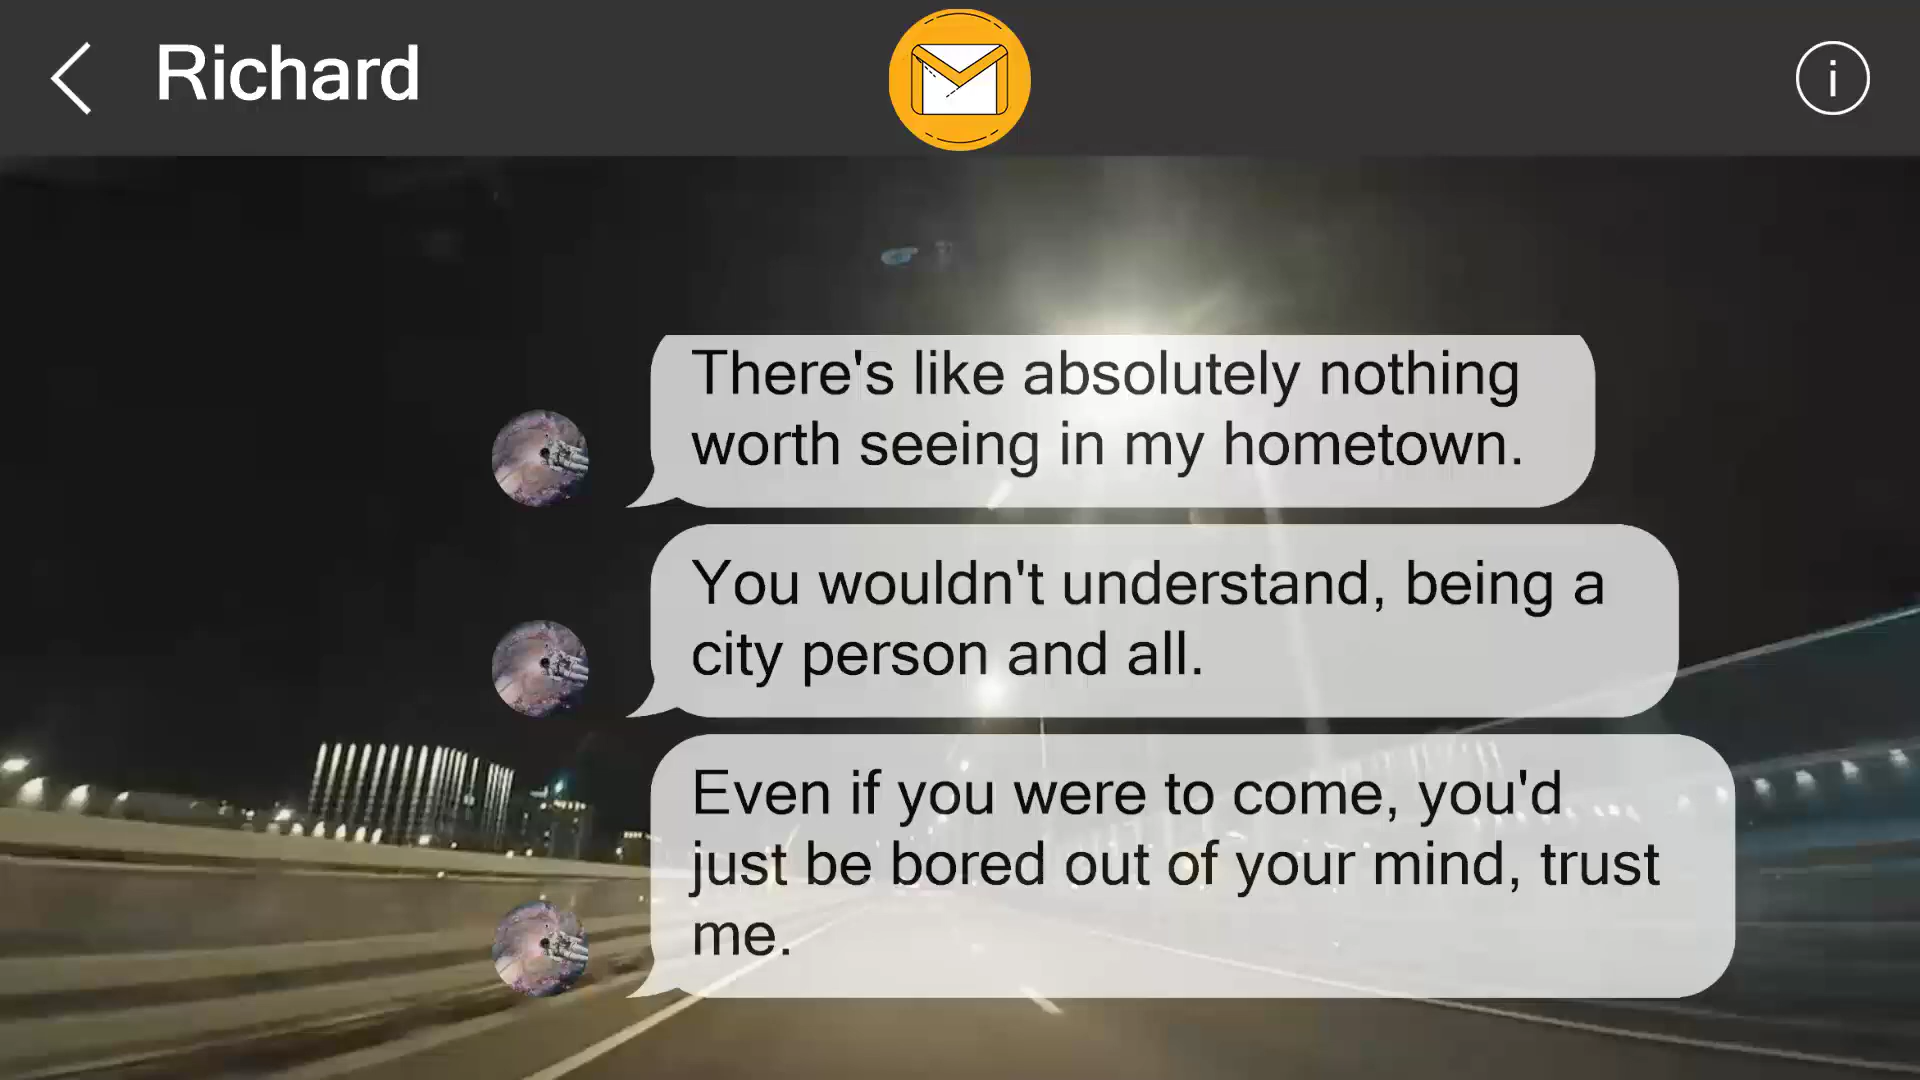 Richard
There's like absolutely nothing
worth seeing in my hometown.
You wouldn't understand, being a
city person and all.
Even if you were to come, you'd
just be bored out of your mind, trust
me.